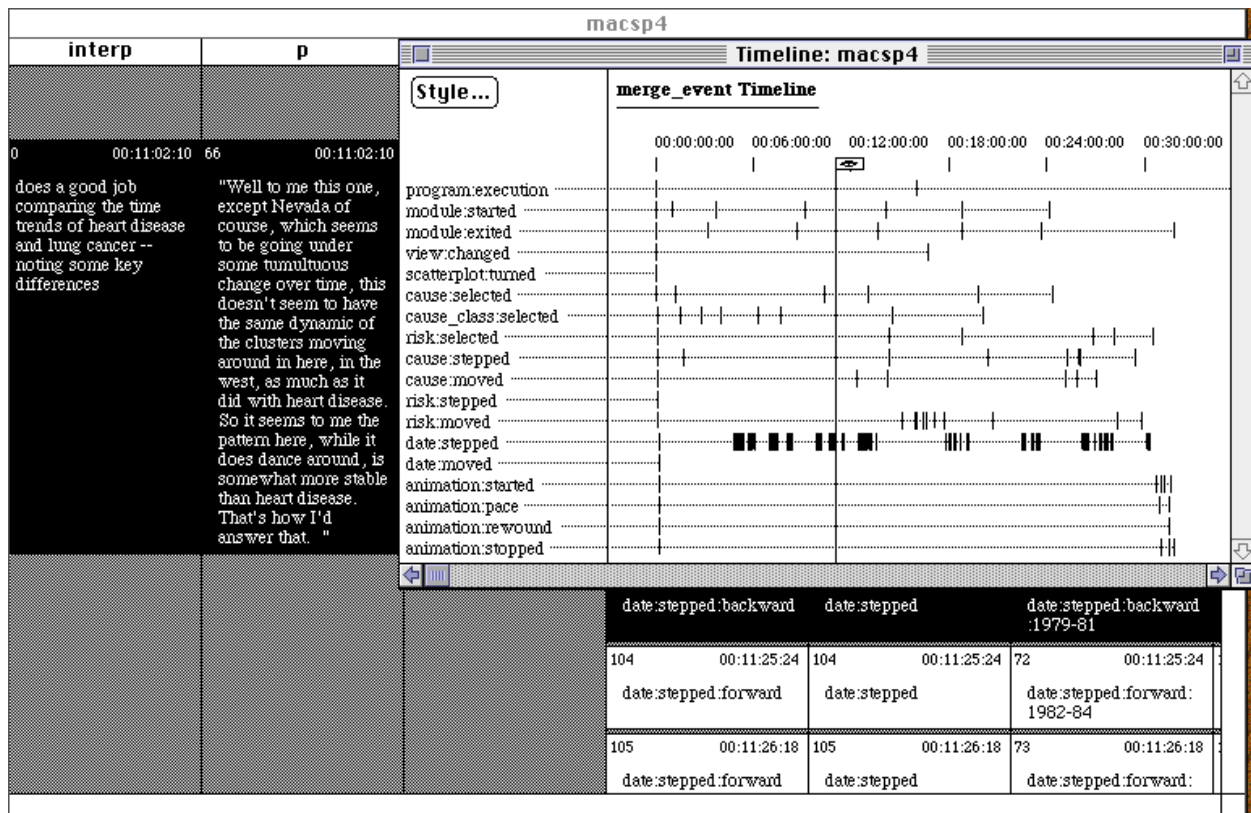 macsp4
interp
p
0 00:11:02:10
does a good job
comparing the time
trends of heart disease
and lung cancer --
noting some key
differences
66 00:11:02:10
"Well to me this one,
except Nevada of
course, which seems
to be going under
some tumultuous
change over time, this
doesn't seem to have
the same dynamic of
the clusters moving
around in here, in the
west, as much as it
did with heart disease.
So it seems to me the
pattern here, while it
does dance around, is
somewhat more stable
than heart disease.
That's how I'd
answer that. "
Timeline: macsp4
Style...
merge_event Timeline
00:00:00:00 00:06:00:00 00:12:00:00 00:18:00:00 00:24:00:00 00:30:00:00
program:execution
module:started
module:exited
view:changed
scatterplot:turned
cause:selected
cause_class:selected
risk:selected
cause:stepped
cause:moved
risk:stepped
risk:moved
date:stepped
date:moved
animation:started
animation:pace
animation:rewound
animation:stopped
date:stepped:backward date:stepped date:stepped:backward
:1979-81
104 00:11:25:24 104 00:11:25:24 72 00:11:25:24
date:stepped:forward date:stepped date:stepped:forward:
1982-84
105 00:11:26:18 105 00:11:26:18 73 00:11:26:18
date:stepped:forward date:stepped date:stepped:forward: